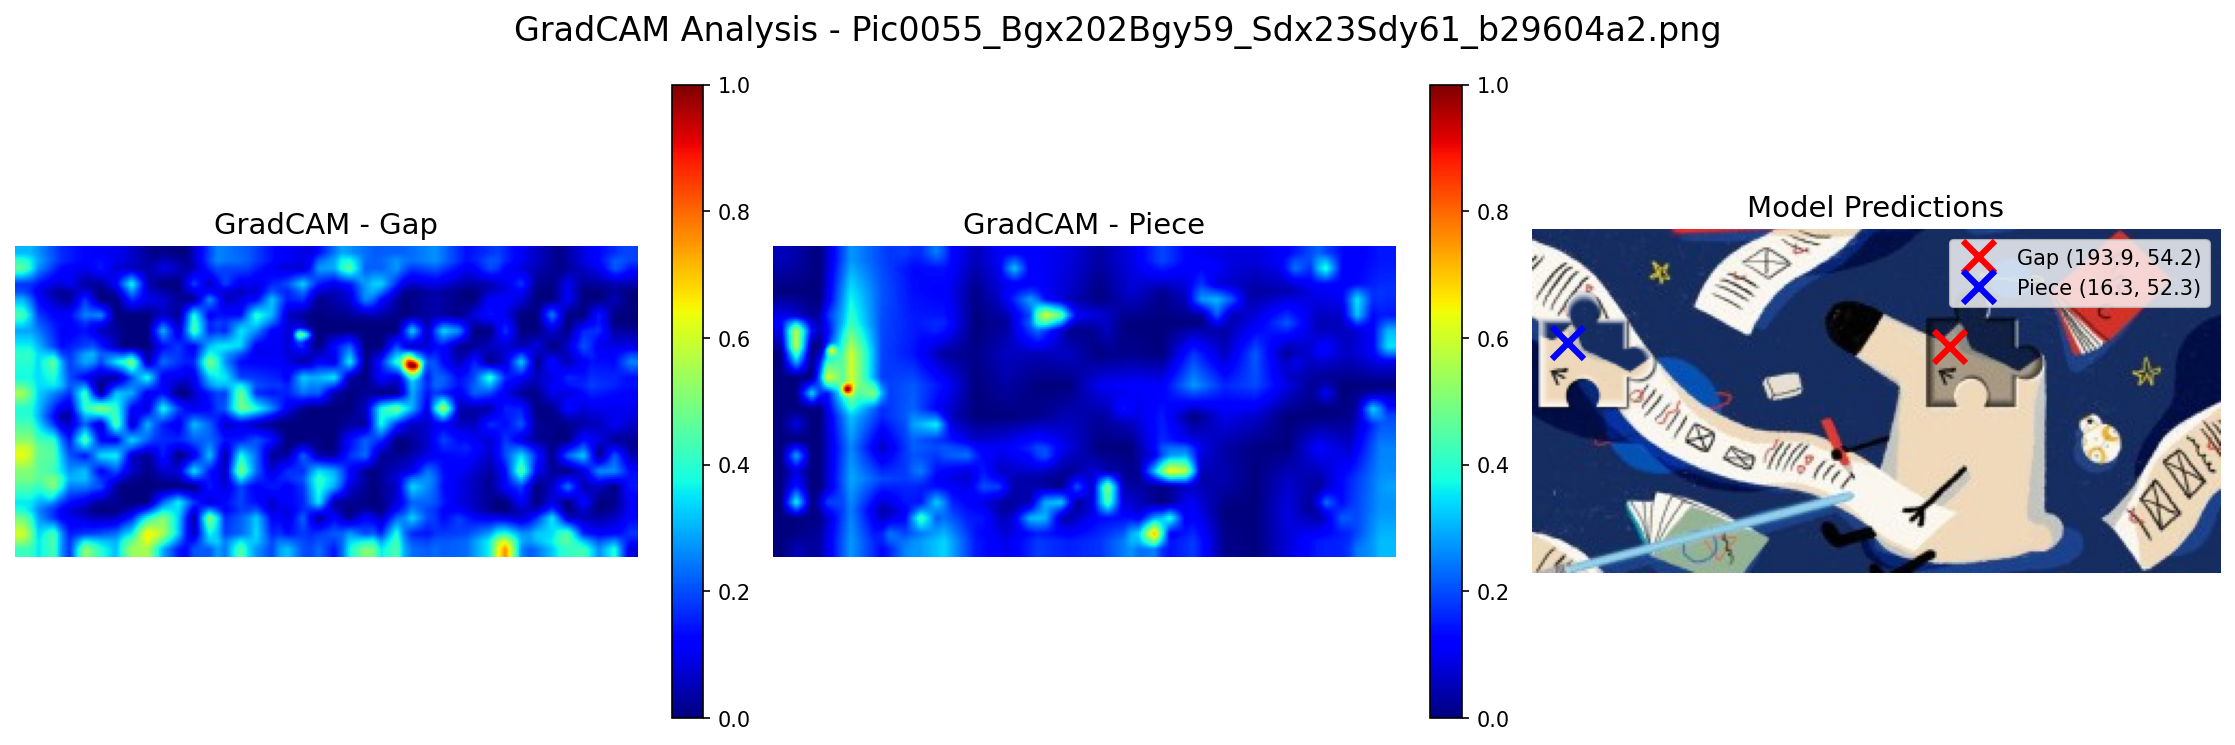 GradCAM Analysis - Pic0055_Bgx202Bgy59_Sdx23Sdy61_b29604a2.png
GradCAM - Gap
1.0
0.8
0.6
0.4
0.2
0.0
GradCAM - Piece
1.0
0.8
0.6
0.4
0.2
0.0
Model Predictions
Gap (193.9, 54.2)
Piece (16.3, 52.3)